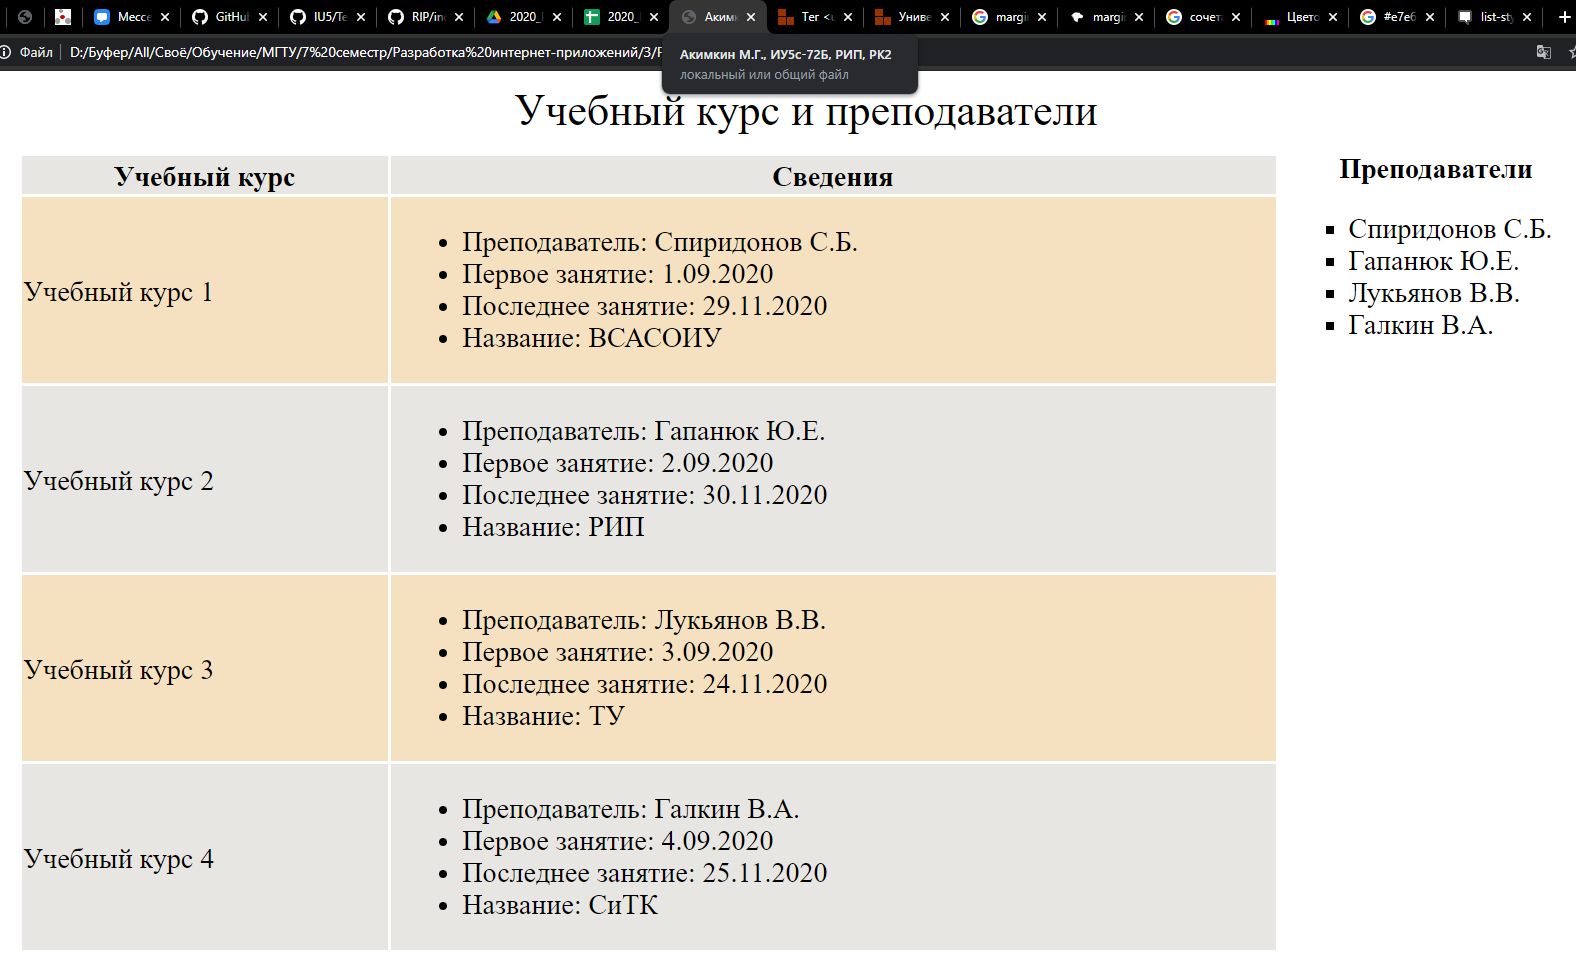 Мессе
GitHu
IU5/Te
RIP/in
2020_
2020_
Аким
Тег <u
Униве
margi
margi
сочет
Цвето
#e7e6
list-sty
Файл
D:/Буфер/All/Своё/Обучение/МГТУ/7%20семестр/Разработка%20интернет-приложений/3/
Акимкин М.Г., ИУ5с-72Б, РИП, РК2
локальный или общий файл
Учебный курс и преподаватели
Учебный курс
Сведения
Учебный курс 1
Преподаватель: Спиридонов С.Б.
Первое занятие: 1.09.2020
Последнее занятие: 29.11.2020
Название: ВСАСОИУ
Учебный курс 2
Преподаватель: Гапанюк Ю.Е.
Первое занятие: 2.09.2020
Последнее занятие: 30.11.2020
Название: РИП
Учебный курс 3
Преподаватель: Лукьянов В.В.
Первое занятие: 3.09.2020
Последнее занятие: 24.11.2020
Название: ТУ
Учебный курс 4
Преподаватель: Галкин В.А.
Первое занятие: 4.09.2020
Последнее занятие: 25.11.2020
Название: СиТК
Преподаватели
Спиридонов С.Б.
Гапанюк Ю.Е.
Лукьянов В.В.
Галкин В.А.